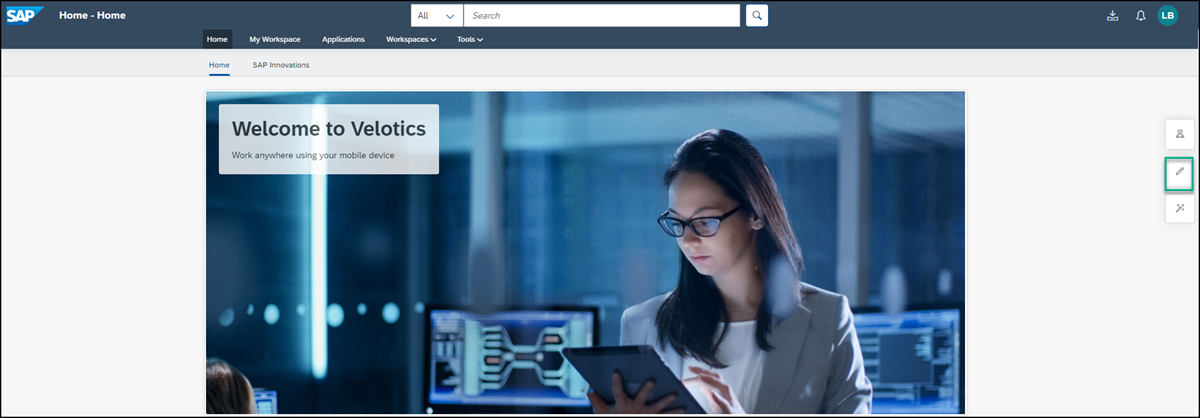 SAP Home - Home All Search LB
Home My Workspace Applications Workspaces Tools
Home SAP Innovations
Welcome to Velotics
Work anywhere using your mobile device